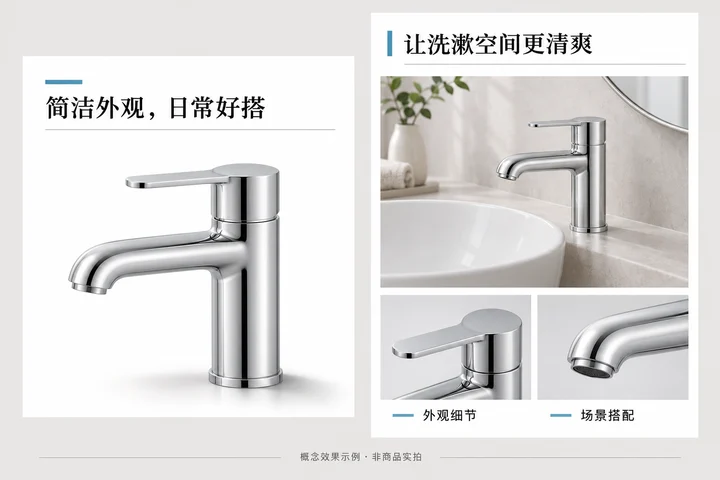 简洁外观，日常好搭
让洗漱空间更清爽
外观细节
场景搭配
概念效果示例·非商品实拍